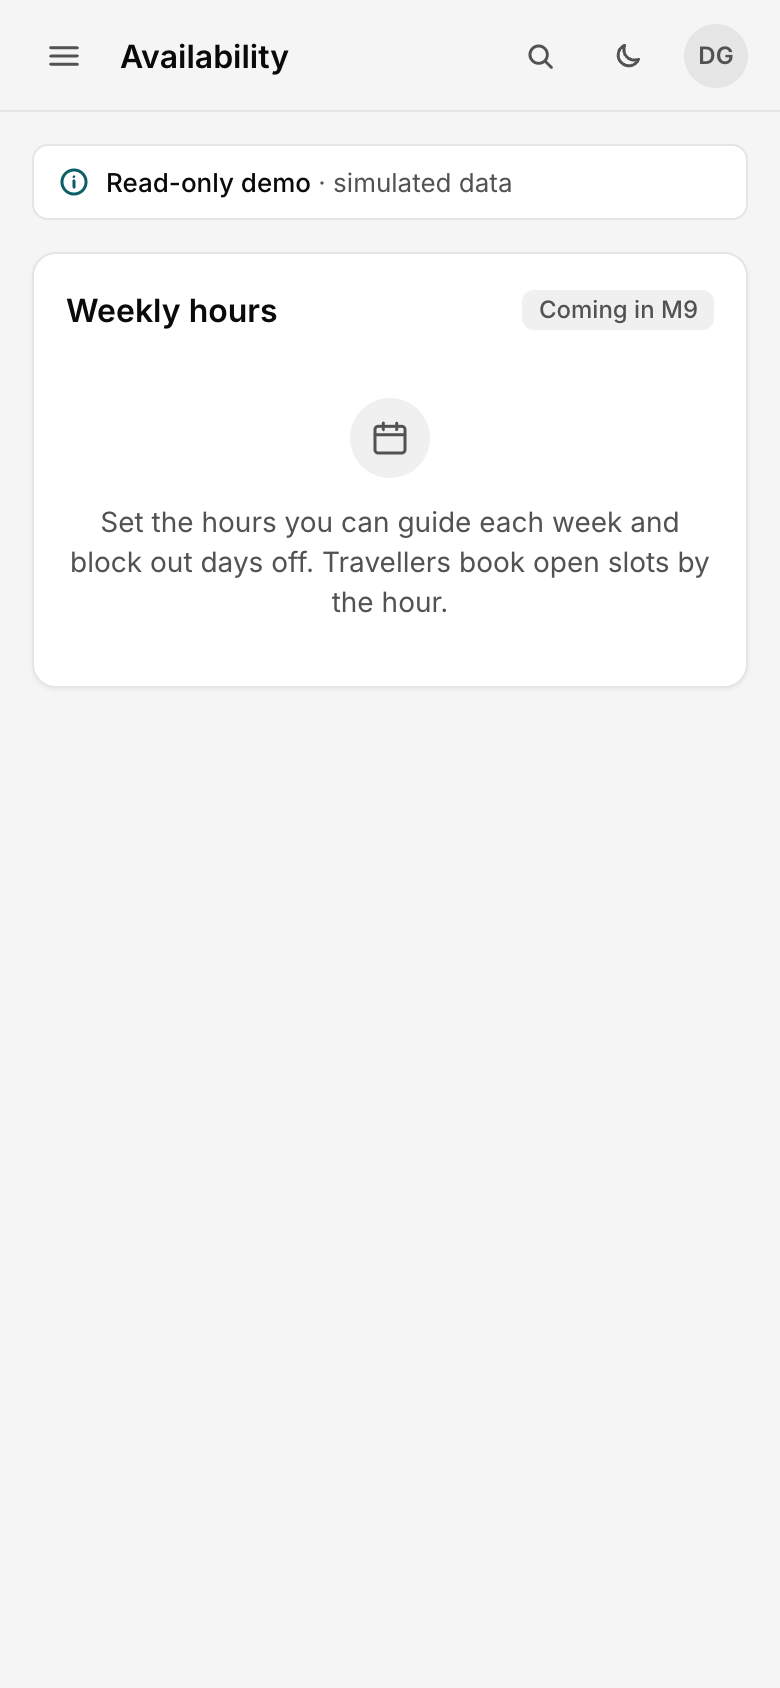 Availability
DG
Read-only demo · simulated data
Weekly hours
Coming in M9
Set the hours you can guide each week and
block out days off. Travellers book open slots by
the hour.